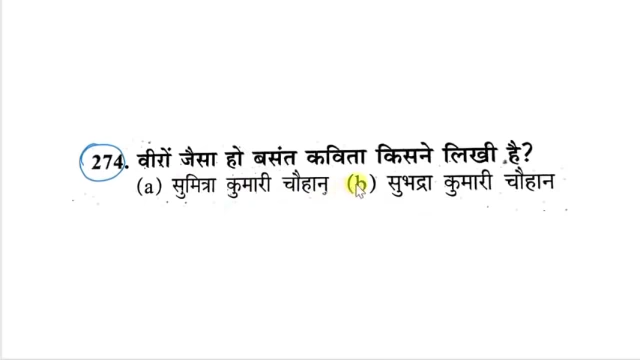 274. वीरों जैसा हो बसंत कविता किसने लिखी है?
(a) सुमित्रा कुमारी चौहान (b) सुभद्रा कुमारी चौहान